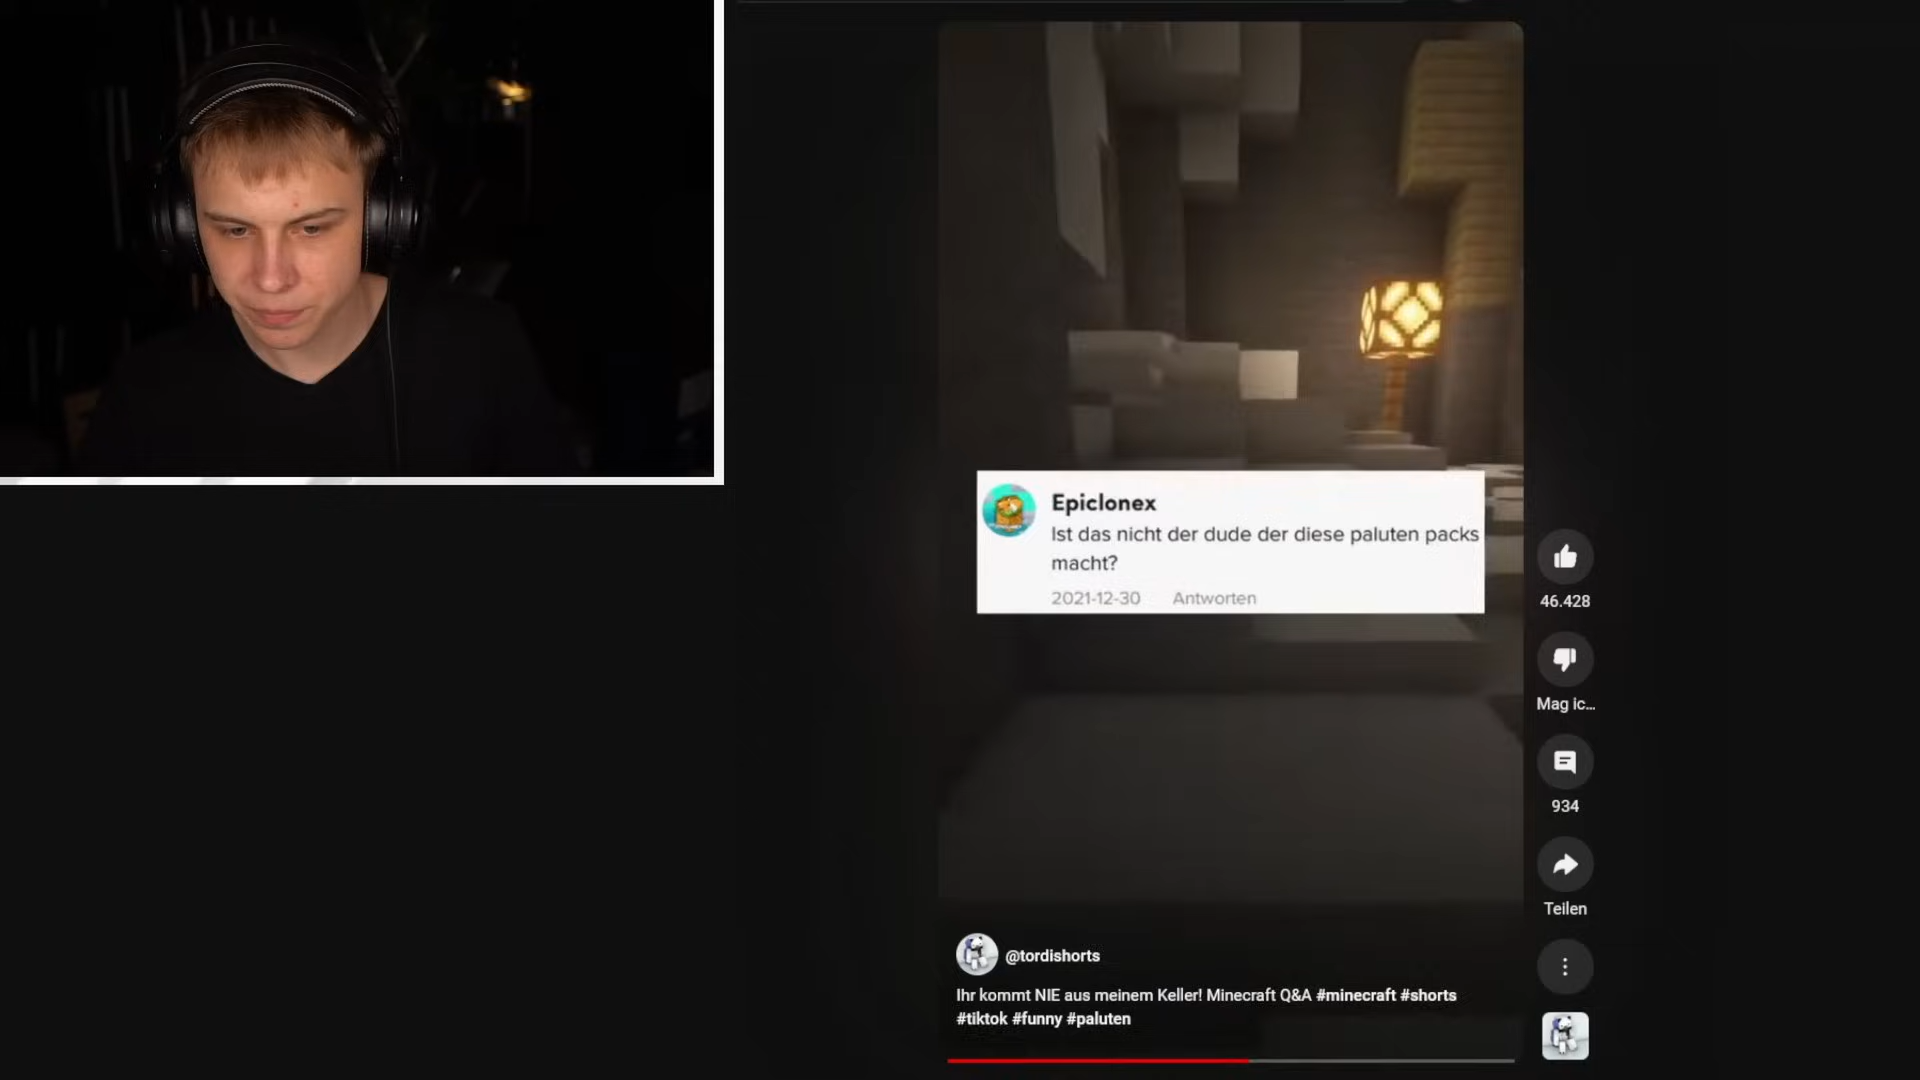 Epiclonex
Ist das nicht der dude der diese paluten packs
macht?
2021-12-30 Antworten
46.428
Mag ic...
934
Teilen
@tordishorts
Ihr kommt NIE aus meinem Keller! Minecraft Q&A #minecraft #shorts
#tiktok #funny #paluten